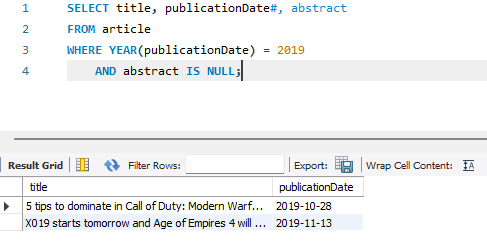 1 SELECT title, publicationDate#, abstract
2 FROM article
3 WHERE YEAR(publicationDate) = 2019
4 AND abstract IS NULL;
Result Grid Filter Rows: Export: Wrap Cell Content:
title publicationDate
5 tips to dominate in Call of Duty: Modern Warf... 2019-10-28
X019 starts tomorrow and Age of Empires 4 will ... 2019-11-13